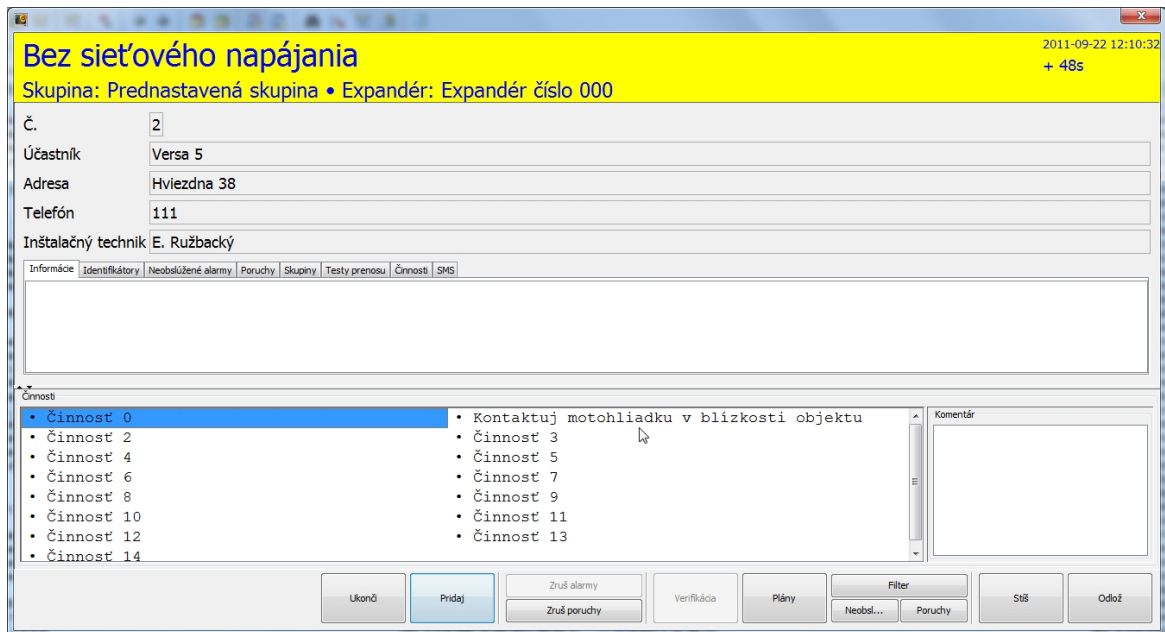 Bez sieťového napájania
2011-09-22 12:10:32
+ 48s
Skupina: Prednastavená skupina • Expandér: Expandér číslo 000
Č. 2
Účastník Versa 5
Adresa Hviezdna 38
Telefón 111
Inštalačný technik E. Ružbacký
Informácie Identifikátory Neobslúžené alarmy Poruchy Skupiny Testy prenosu Činnosti SMS
Činnosti
• Činnosť 0 • Kontaktuj motohliadku v blízkosti objektu
• Činnosť 2 • Činnosť 3
• Činnosť 4 • Činnosť 5
• Činnosť 6 • Činnosť 7
• Činnosť 8 • Činnosť 9
• Činnosť 10 • Činnosť 11
• Činnosť 12 • Činnosť 13
• Činnosť 14
Komentár
Ukonči Pridaj Zruš alarmy Verifikácia Plány Filter Stíš Odlož
Zruš poruchy Neobsl... Poruchy